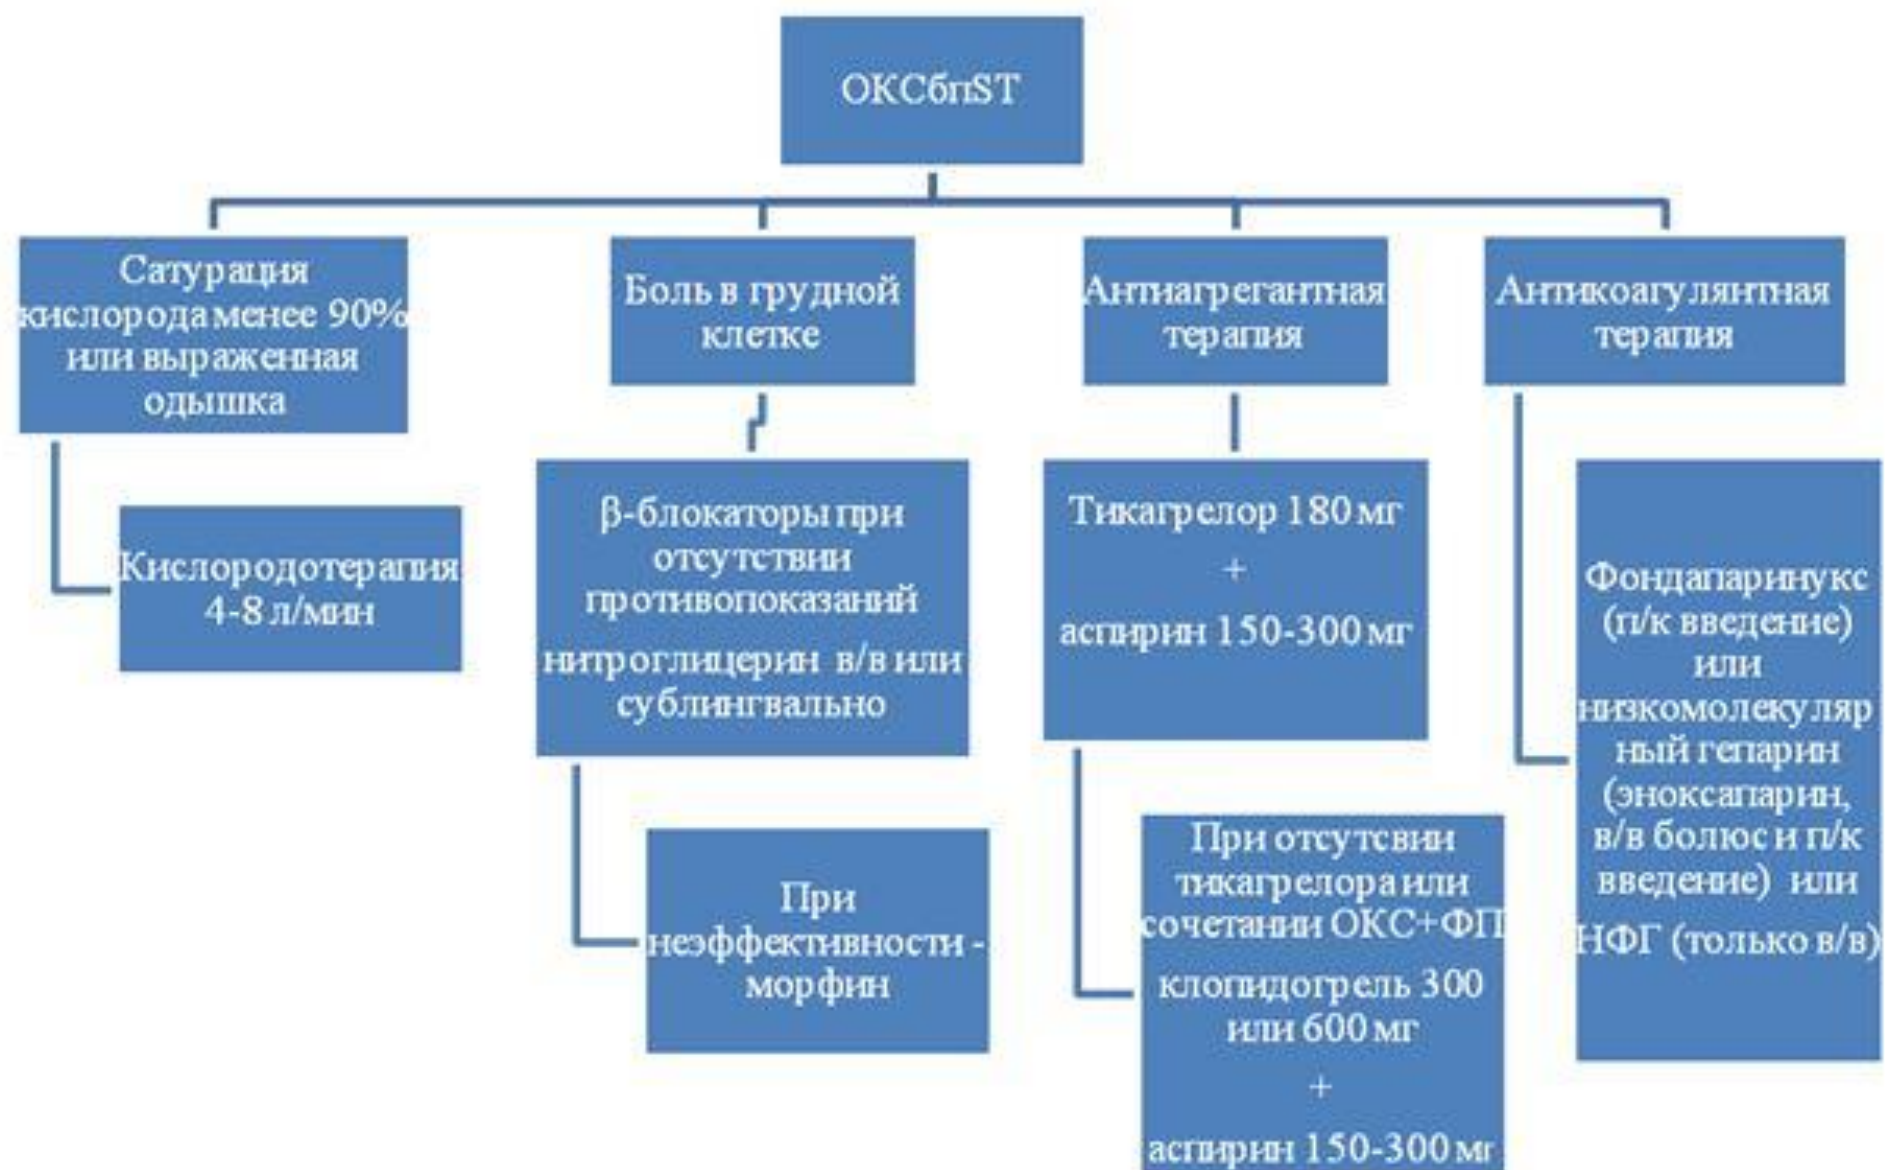 ОКСбпST
Сатурация
кислорода менее 90%
или выраженная
одышка
Кислородотерапия
4-8 л/мин
Боль в грудной
клетке
β-блокаторы при
отсутствии
противопоказаний
нитроглицерин в/в или
сублингвально
При
неэффективности -
морфин
Антиагрегантная
терапия
Тикагрелор 180 мг
+
аспирин 150-300 мг
При отсутсвии
тикагрелора или
сочетании ОКС+ФП
клопидогрель 300
или 600 мг
+
аспирин 150-300 мг
Антикоагулянтная
терапия
Фондапаринукс
(п/к введение)
или
низкомолекуляр
ный гепарин
(эноксапарин,
в/в болюс и п/к
введение) или
НФГ (только в/в)